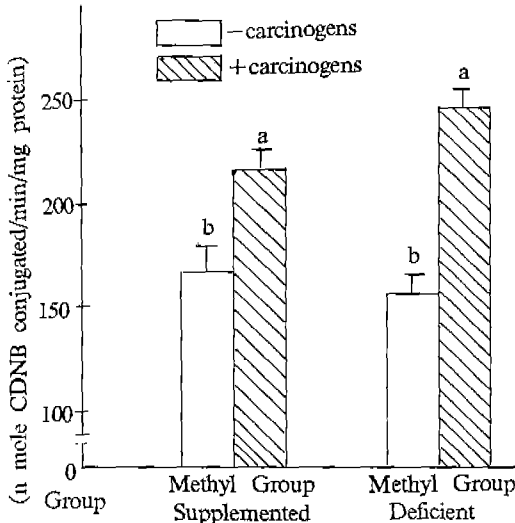 −carcinogens
+carcinogens
(n mole CDNB conjugated/min/mg protein)
250
200
150
100
0
b
a
b
a
Group
Methyl Group
Supplemented
Methyl Group
Deficient